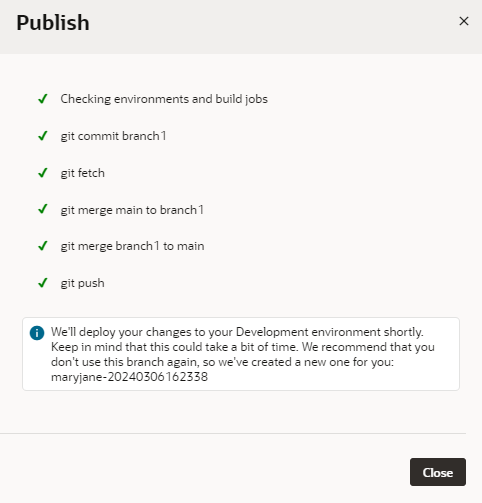 Publish
Checking environments and build jobs
git commit branch1
git fetch
git merge main to branch1
git merge branch1 to main
git push
We'll deploy your changes to your Development environment shortly.
Keep in mind that this could take a bit of time. We recommend that you
don't use this branch again, so we've created a new one for you:
maryjane-20240306162338
Close